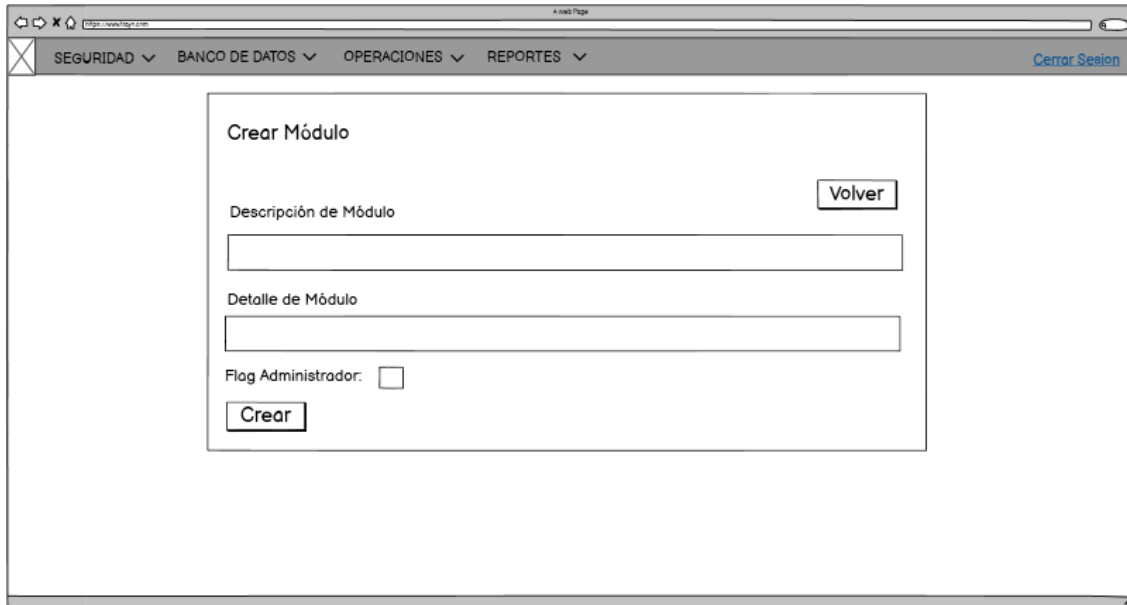 A Web Page
SEGURIDAD BANCO DE DATOS OPERACIONES REPORTES Cerrar Sesion
Crear Módulo
Volver
Descripción de Módulo
Detalle de Módulo
Flag Administrador:
Crear